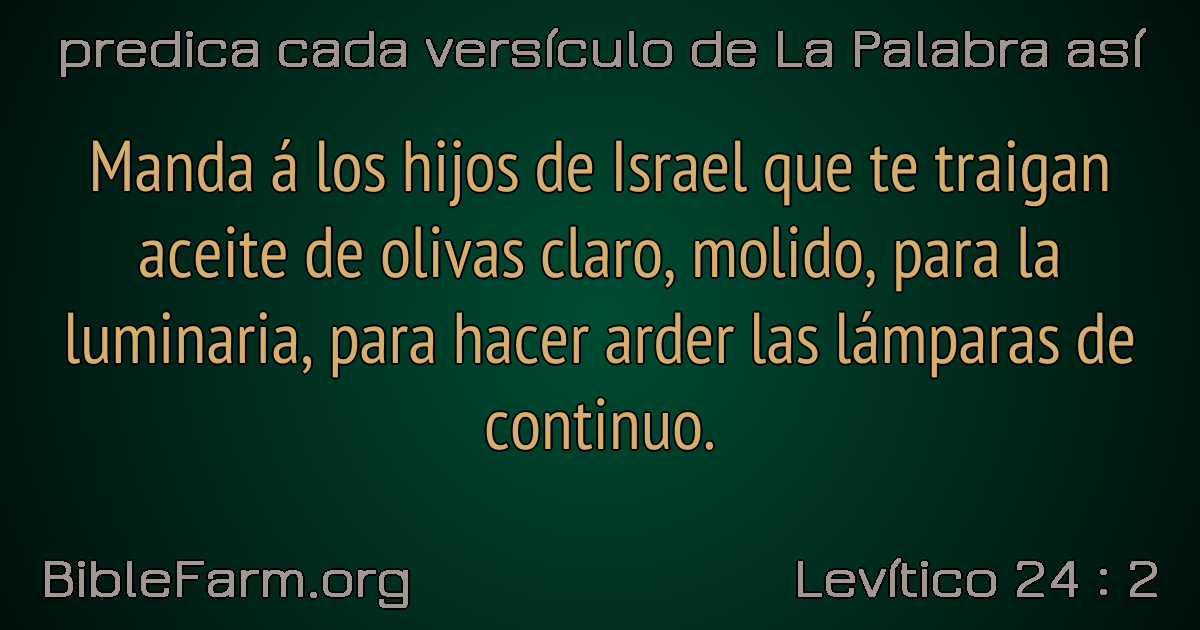 predica cada versículo de La Palabra así
Manda á los hijos de Israel que te traigan
aceite de olivas claro, molido, para la
luminaria, para hacer arder las lámparas de
continuo.
BibleFarm.org
Levítico 24 : 2